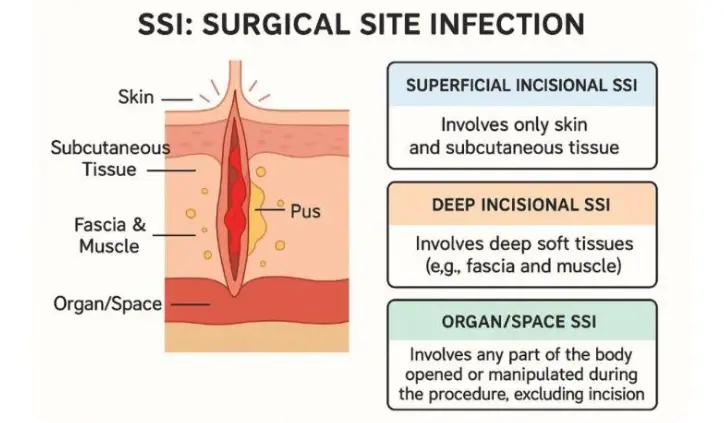 SSI: SURGICAL SITE INFECTION
Skin
Subcutaneous
Tissue
Fascia &
Muscle
Organ/Space
Pus
SUPERFICIAL INCISIONAL SSI
Involves only skin
and subcutaneous tissue
DEEP INCISIONAL SSI
Involves deep soft tissues
(e,g., fascia and muscle)
ORGAN/SPACE SSI
Involves any part of the body
opened or manipulated during
the procedure, excluding incision